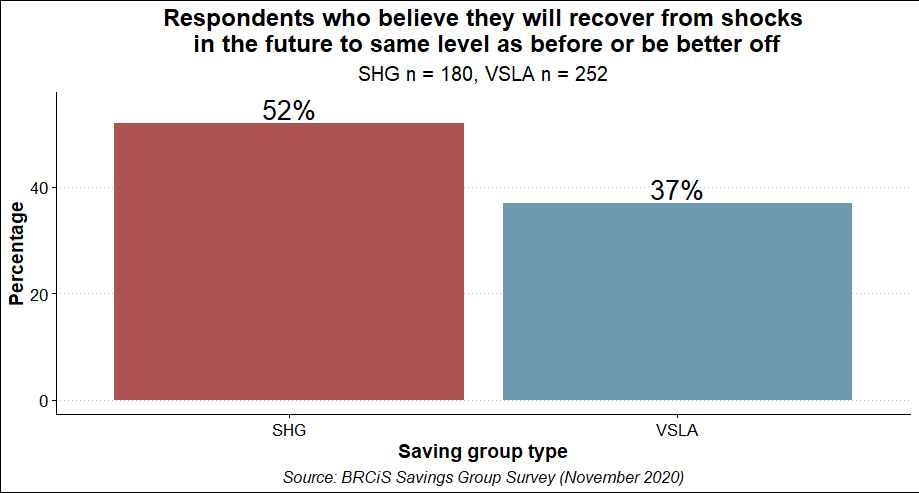 Respondents who believe they will recover from shocks
in the future to same level as before or be better off
SHG n = 180, VSLA n = 252
52%
37%
40
20
0
Percentage
SHG
VSLA
Saving group type
Source: BRCiS Savings Group Survey (November 2020)